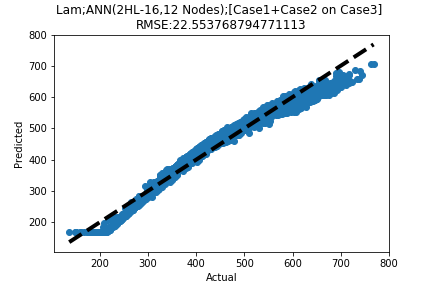 Lam;ANN(2HL-16,12 Nodes);[Case1+Case2 on Case3]
RMSE:22.553768794771113
800
700
600
500
400
300
200
Predicted
200 300 400 500 600 700 800
Actual